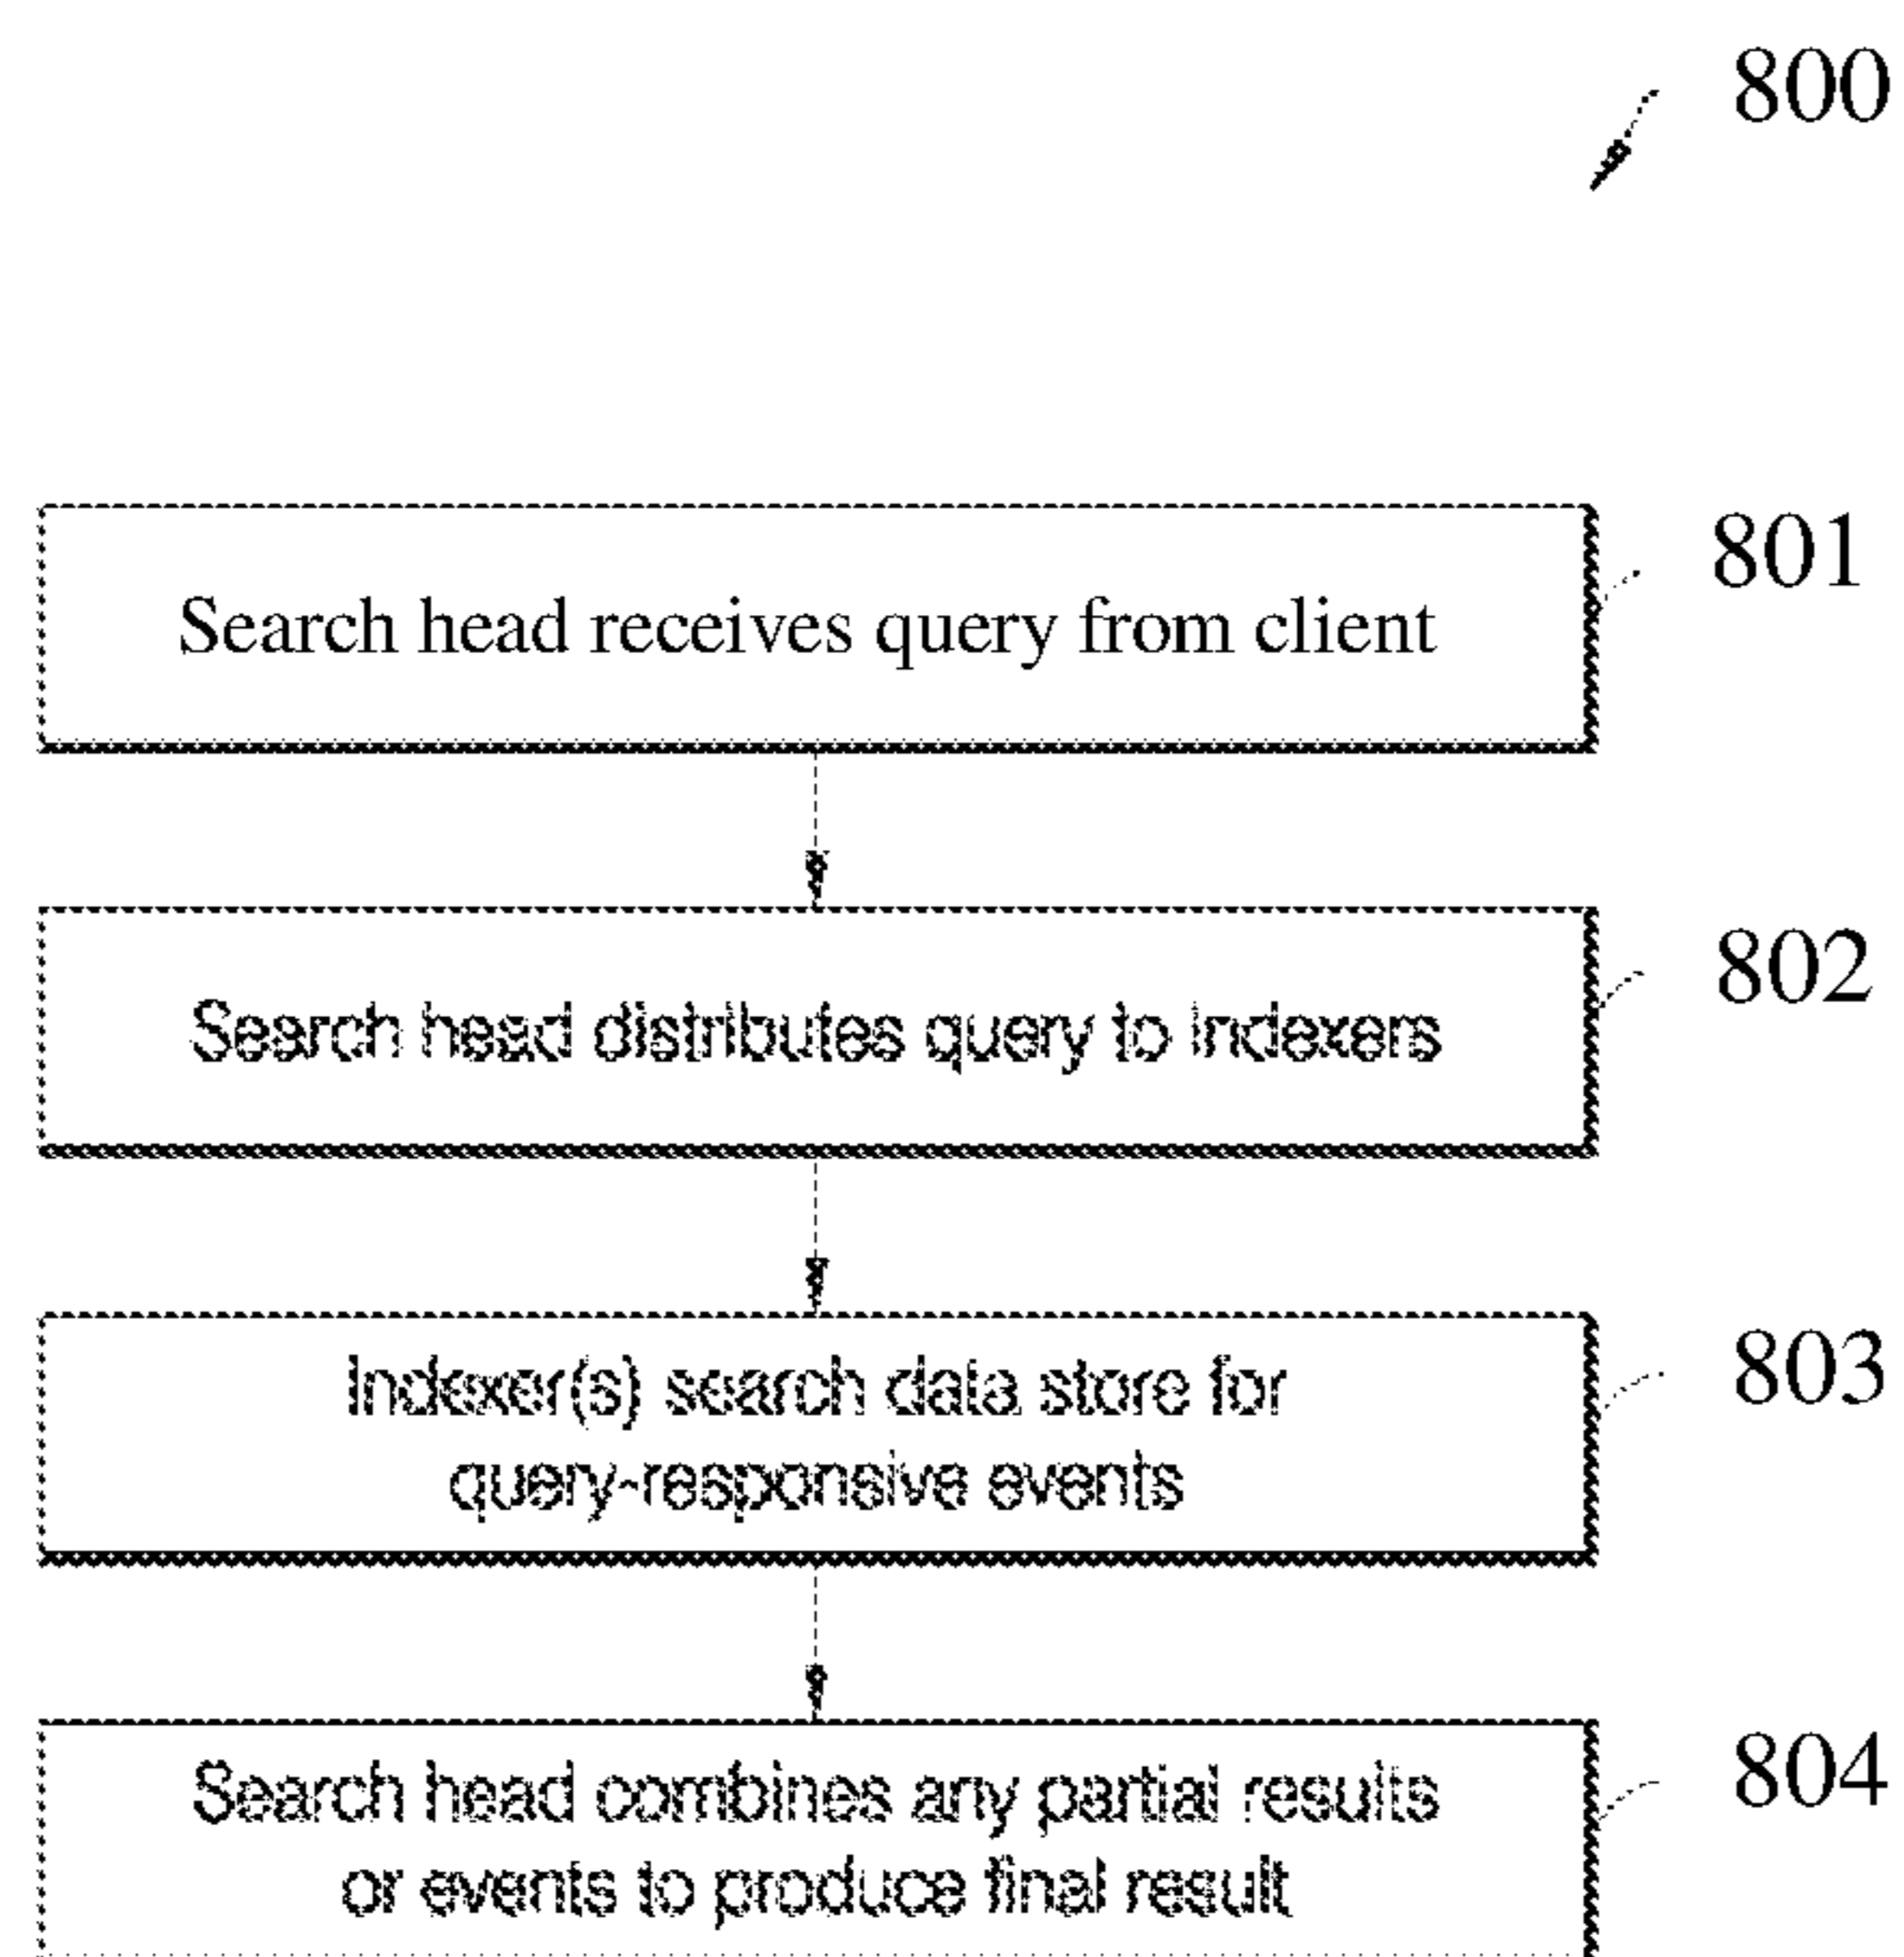 800
801
Search head receives query from client
802
Search head distributes query to indexers
803
Indexer(s) search data store for
query-responsive events
804
Search head combines any partial results
or events to produce final result